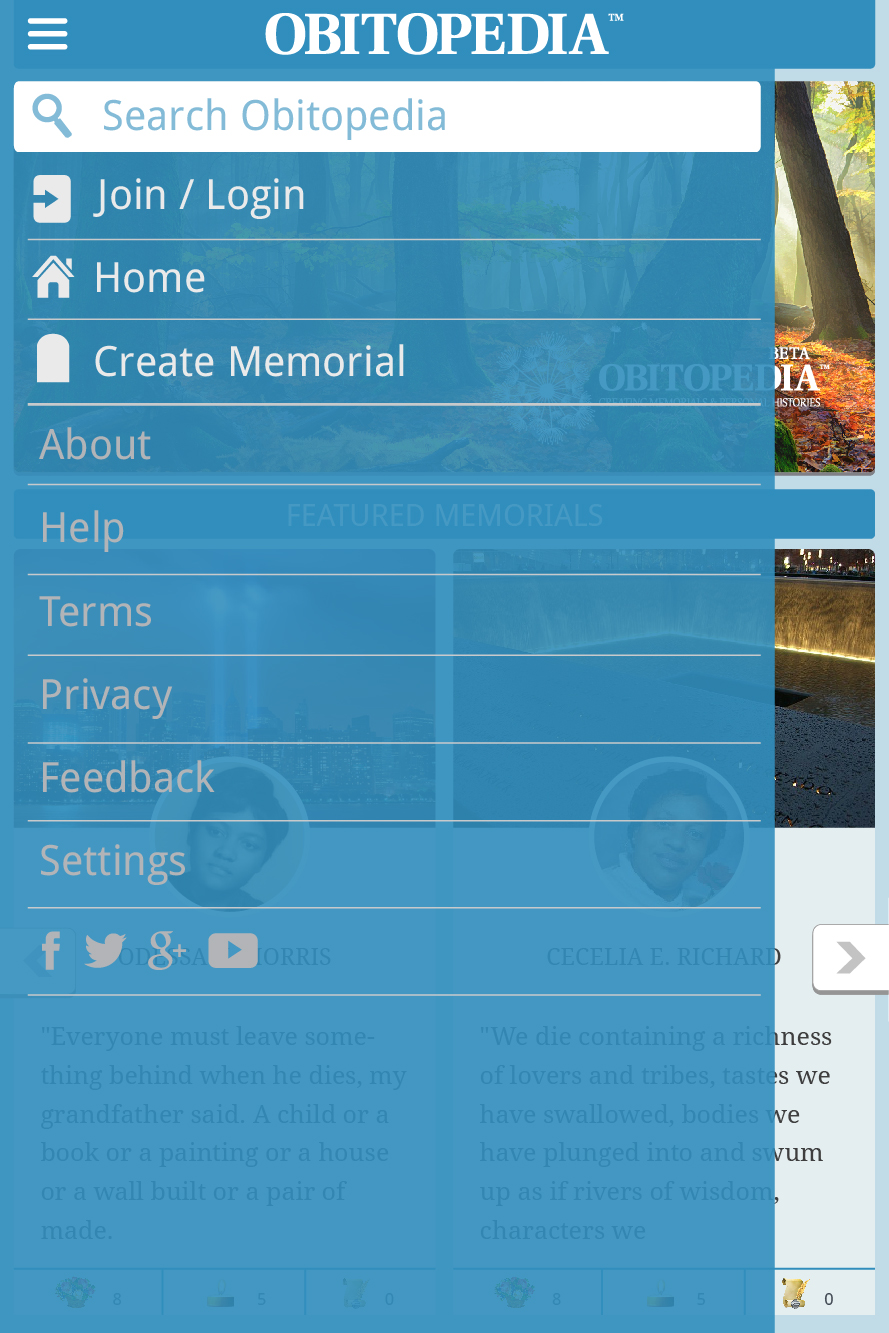 OBITOPEDIA™
Search Obitopedia
Join / Login
Home
Create Memorial
BETA
OBITOPEDIA™
CREATING MEMORIALS & PERSONAL HISTORIES
About
FEATURED MEMORIALS
Help
Terms
Privacy
Feedback
Settings
ODESSA MORRIS
CECELIA E. RICHARD
"Everyone must leave some-
thing behind when he dies, my
grandfather said. A child or a
book or a painting or a house
or a wall built or a pair of
made.
"We die containing a richness
of lovers and tribes, tastes we
have swallowed, bodies we
have plunged into and swum
up as if rivers of wisdom,
characters we
8 5 0
8 5 0